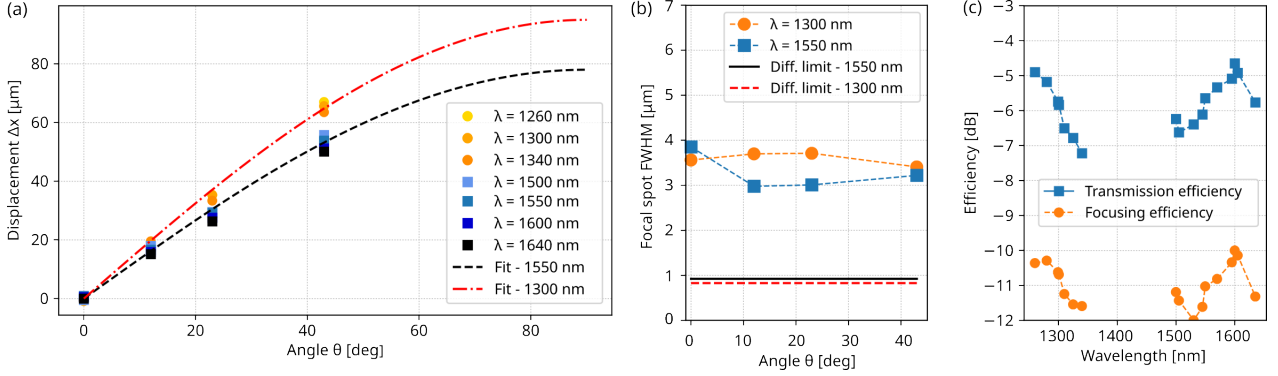 (a)
Displacement Δx [µm]
80
60
40
20
0
0
20
40
60
80
Angle θ [deg]
λ = 1260 nm
λ = 1300 nm
λ = 1340 nm
λ = 1500 nm
λ = 1550 nm
λ = 1600 nm
λ = 1640 nm
Fit - 1550 nm
Fit - 1300 nm
(b)
Focal spot FWHM [µm]
7
6
5
4
3
2
1
0
0
10
20
30
40
Angle θ [deg]
λ = 1300 nm
λ = 1550 nm
Diff. limit - 1550 nm
Diff. limit - 1300 nm
(c)
Efficiency [dB]
−3
−4
−5
−6
−7
−8
−9
−10
−11
−12
1300
1400
1500
1600
Wavelength [nm]
Transmission efficiency
Focusing efficiency